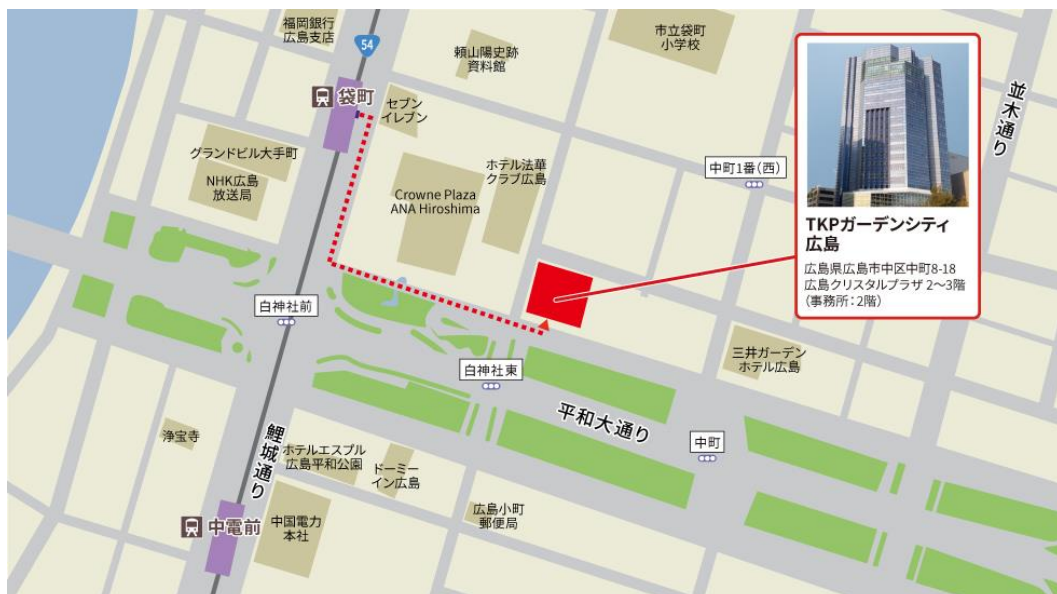 福岡銀行
広島支店
54
頼山陽史跡
資料館
市立袋町
小学校
並木通り
袋町
セブン
イレブン
グランドビル大手町
NHK広島
放送局
Crowne Plaza
ANA Hiroshima
ホテル法華
クラブ広島
中町1番(西)
TKPガーデンシティ
広島
広島県広島市中区中町8-18
広島クリスタルプラザ 2〜3階
(事務所:2階)
白神社前
白神社東
三井ガーデン
ホテル広島
平和大通り
中町
浄宝寺
鯉城通り
ホテルエスプル
広島平和公園
ドーミー
イン広島
広島小町
郵便局
中電前
中国電力
本社